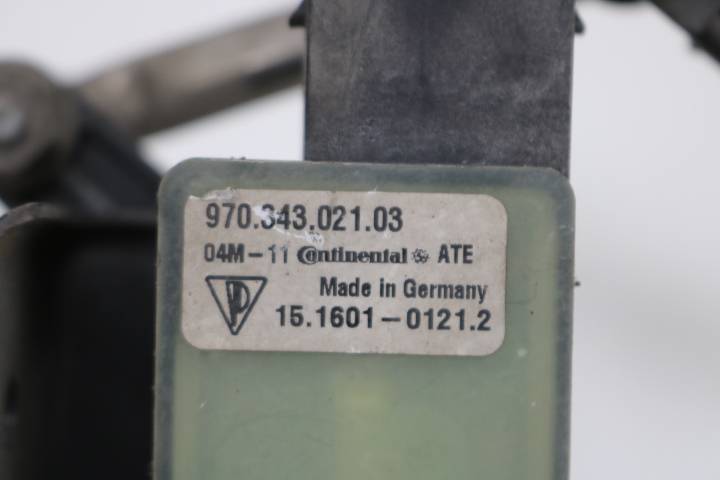 970.343.021.03
04M-11 Continental ATE
Made in Germany
15.1601-0121.2